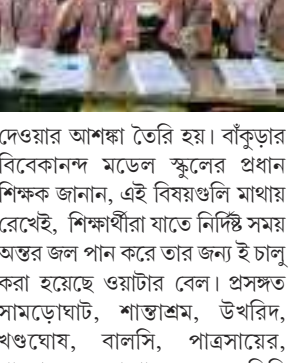 দেওয়ার আশঙ্কা তৈরি হয়। বাঁকুড়ার
বিবেকানন্দ মডেল স্কুলের প্রধান
শিক্ষক জানান, এই বিষয়গুলি মাথায়
রেখেই, শিক্ষার্থীরা যাতে নির্দিষ্ট সময়
অন্তর জল পান করে তার জন্য ই চালু
করা হয়েছে ওয়াটার বেল। প্রসঙ্গত
সামড়োঘাট, শান্তাশ্রম, উখরিদ,
খণ্ডঘোষ, বালসি, পাত্রসায়ের,